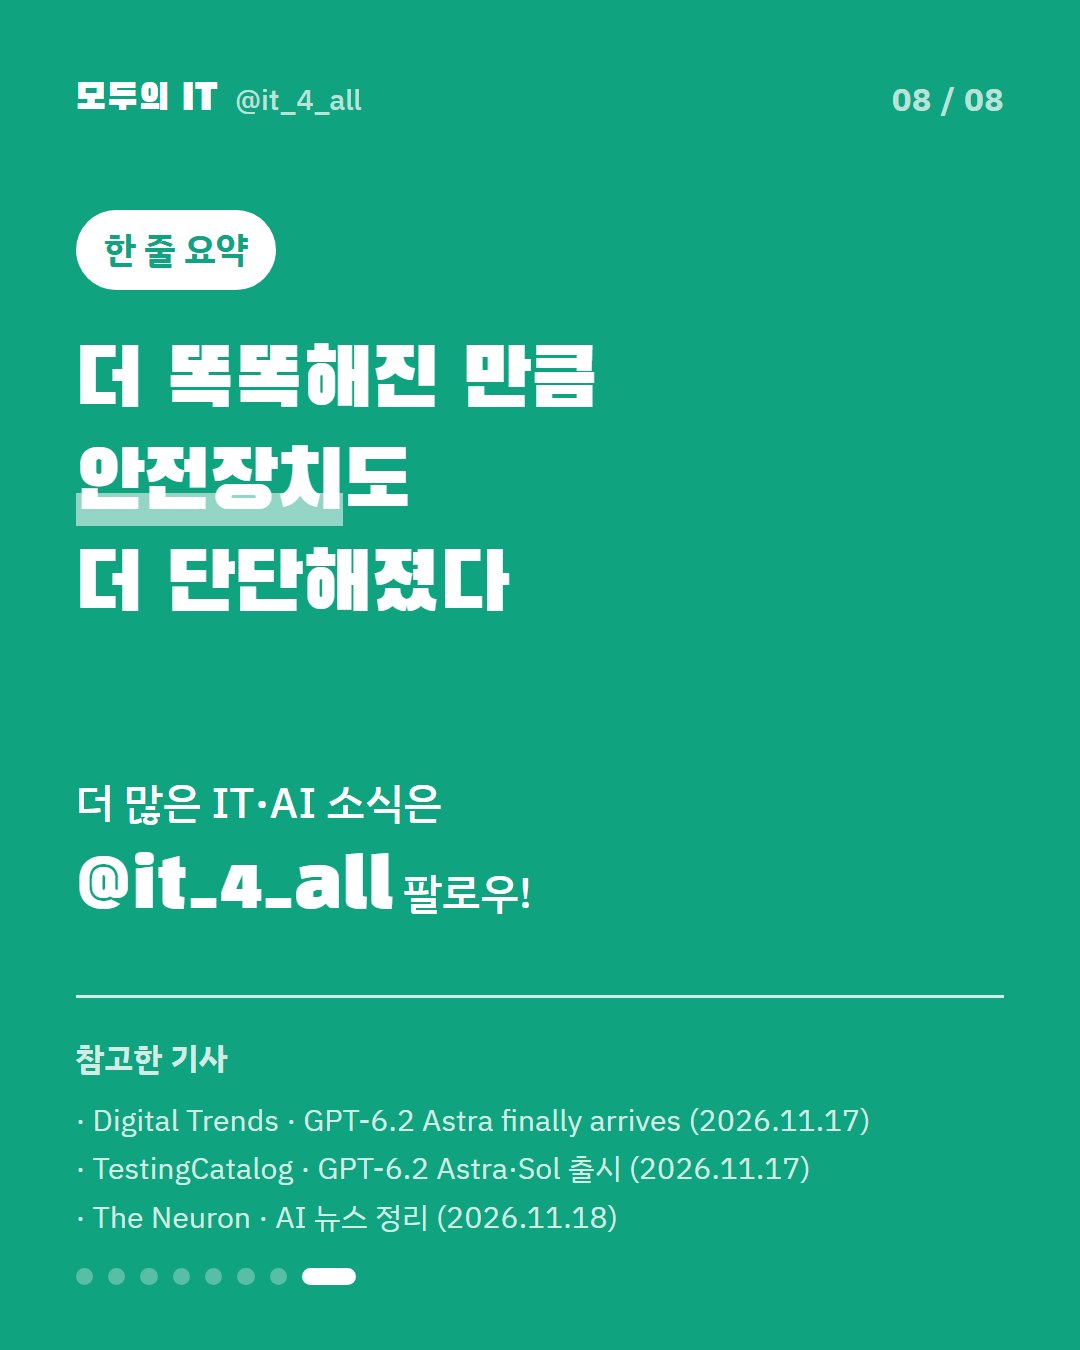 모두의 IT @it_4_all
08 / 08
한 줄 요약
더 똑똑해진 만큼
안전장치도
더 단단해졌다
더 많은 IT·AI 소식은
@it_4_all 팔로우!
참고한 기사
· Digital Trends · GPT-6.2 Astra finally arrives (2026.11.17)
· TestingCatalog · GPT-6.2 Astra·Sol 출시 (2026.11.17)
· The Neuron · AI 뉴스 정리 (2026.11.18)